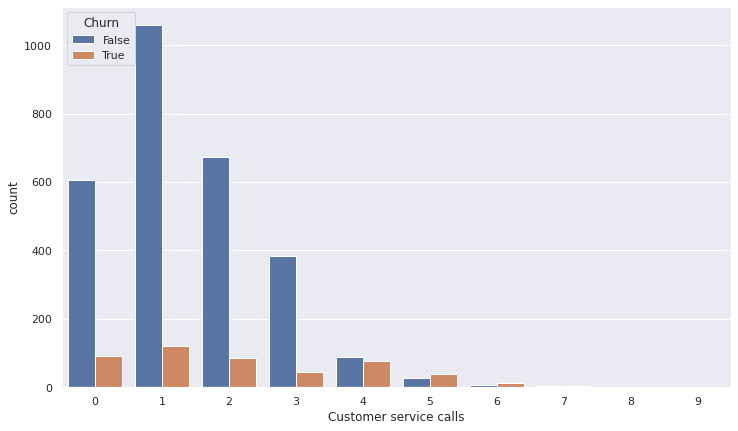 Churn
False
True
1000
800
600
400
200
0
count
0 1 2 3 4 5 6 7 8 9
Customer service calls